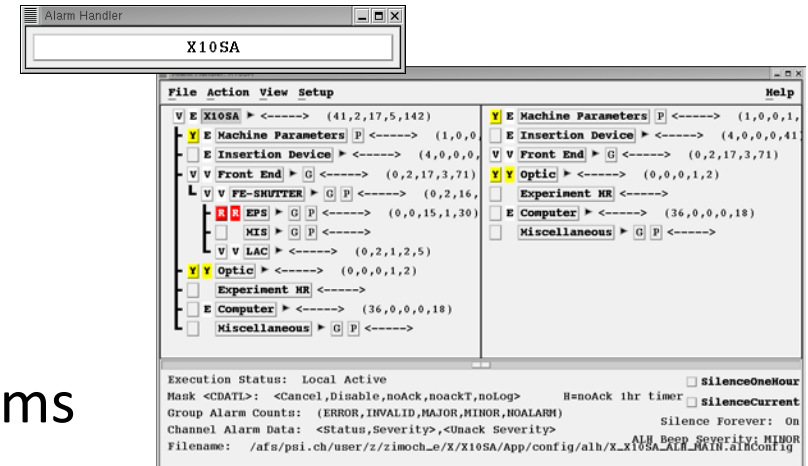 Alarm Handler
X10SA
File Action View Setup Help
V E X10SA <-----> (41,2,17,5,142)
Y E Machine Parameters P <-----> (1,0,0,
E Insertion Device <-----> (4,0,0,0,
V V Front End G <-----> (0,2,17,3,71)
V V FE-SHUTTER G P <-----> (0,2,16,
R R EPS G P <-----> (0,0,15,1,30)
MIS G P <----->
V V LAC <-----> (0,2,1,2,5)
Y Y Optic <-----> (0,0,0,1,2)
Experiment HR <----->
E Computer <-----> (36,0,0,0,18)
Miscellaneous G P <----->
Y E Machine Parameters P <-----> (1,0,0,1,
E Insertion Device <-----> (4,0,0,0,41
V V Front End G <-----> (0,2,17,3,71)
Y Y Optic <-----> (0,0,0,1,2)
Experiment HR <----->
E Computer <-----> (36,0,0,0,18)
Miscellaneous G P <----->
ms
Execution Status: Local Active
Mask <CDATL>: <Cancel,Disable,noAck,noackT,noLog> H=noAck 1hr timer
Group Alarm Counts: (ERROR,INVALID,MAJOR,MINOR,NOALARM)
Channel Alarm Data: <Status,Severity>,<Unack Severity>
Filename: /afs/psi.ch/user/z/zimoch_e/X/X10SA/App/config/alh/X_X10SA_ALH_MAIN.alhConfig
SilenceOneHour
SilenceCurrent
Silence Forever: On
ALH Beep Severity: MINOR